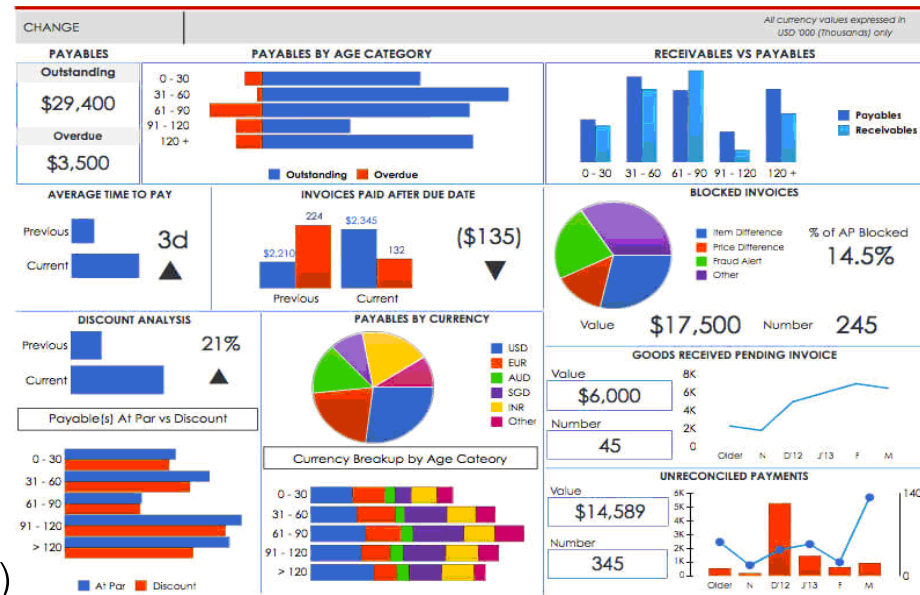 CHANGE
All currency values expressed in
USD '000 (Thousands) only
PAYABLES
Outstanding
$29,400
Overdue
$3,500
PAYABLES BY AGE CATEGORY
0 - 30
31 - 60
61 - 90
91 - 120
120 +
Outstanding
Overdue
RECEIVABLES VS PAYABLES
Payables
Receivables
0 - 30
31 - 60
61 - 90
91 - 120
120 +
AVERAGE TIME TO PAY
Previous
Current
3d
INVOICES PAID AFTER DUE DATE
$2,210
224
$2,345
132
Previous
Current
($135)
BLOCKED INVOICES
Item Difference
Price Difference
Fraud Alert
Other
% of AP Blocked
14.5%
Value
$17,500
Number
245
DISCOUNT ANALYSIS
Previous
Current
21%
Payable(s) At Par vs Discount
0 - 30
31 - 60
61 - 90
91 - 120
> 120
At Par
Discount
PAYABLES BY CURRENCY
USD
EUR
AUD
SGD
INR
Other
Currency Breakup by Age Cateory
0 - 30
31 - 60
61 - 90
91 - 120
> 120
GOODS RECEIVED PENDING INVOICE
Value
$6,000
Number
45
8K
6K
4K
2K
0
Older
N
D'12
J'13
F
M
UNRECONCILED PAYMENTS
Value
$14,589
Number
345
6K
5K
4K
3K
2K
1K
0
140
0
Older
N
D'12
J'13
F
M
)